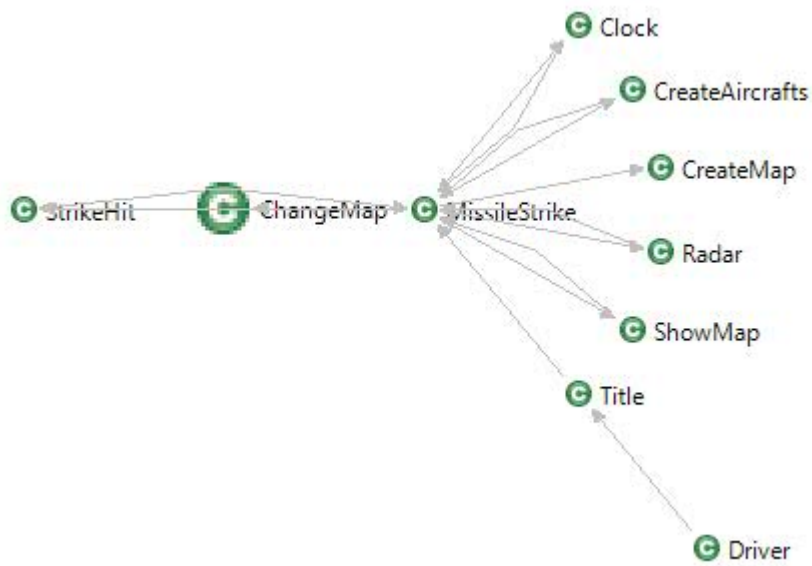 Clock
CreateAircrafts
CreateMap
StrikeHit
ChangeMap
MissileStrike
Radar
ShowMap
Title
Driver